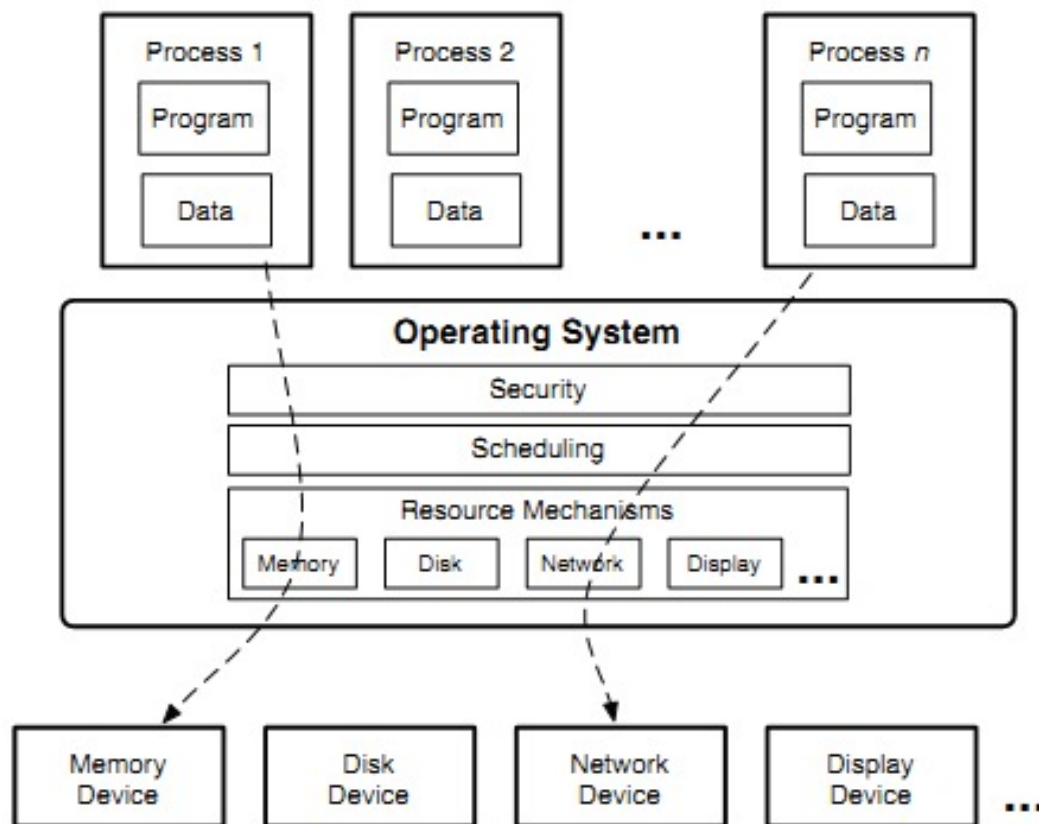 Process 1
Process 2
Process n
Program
Program
Program
Data
Data
Data
...
Operating System
Security
Scheduling
Resource Mechanisms
Memory
Disk
Network
Display
...
Memory
Device
Disk
Device
Network
Device
Display
Device
...